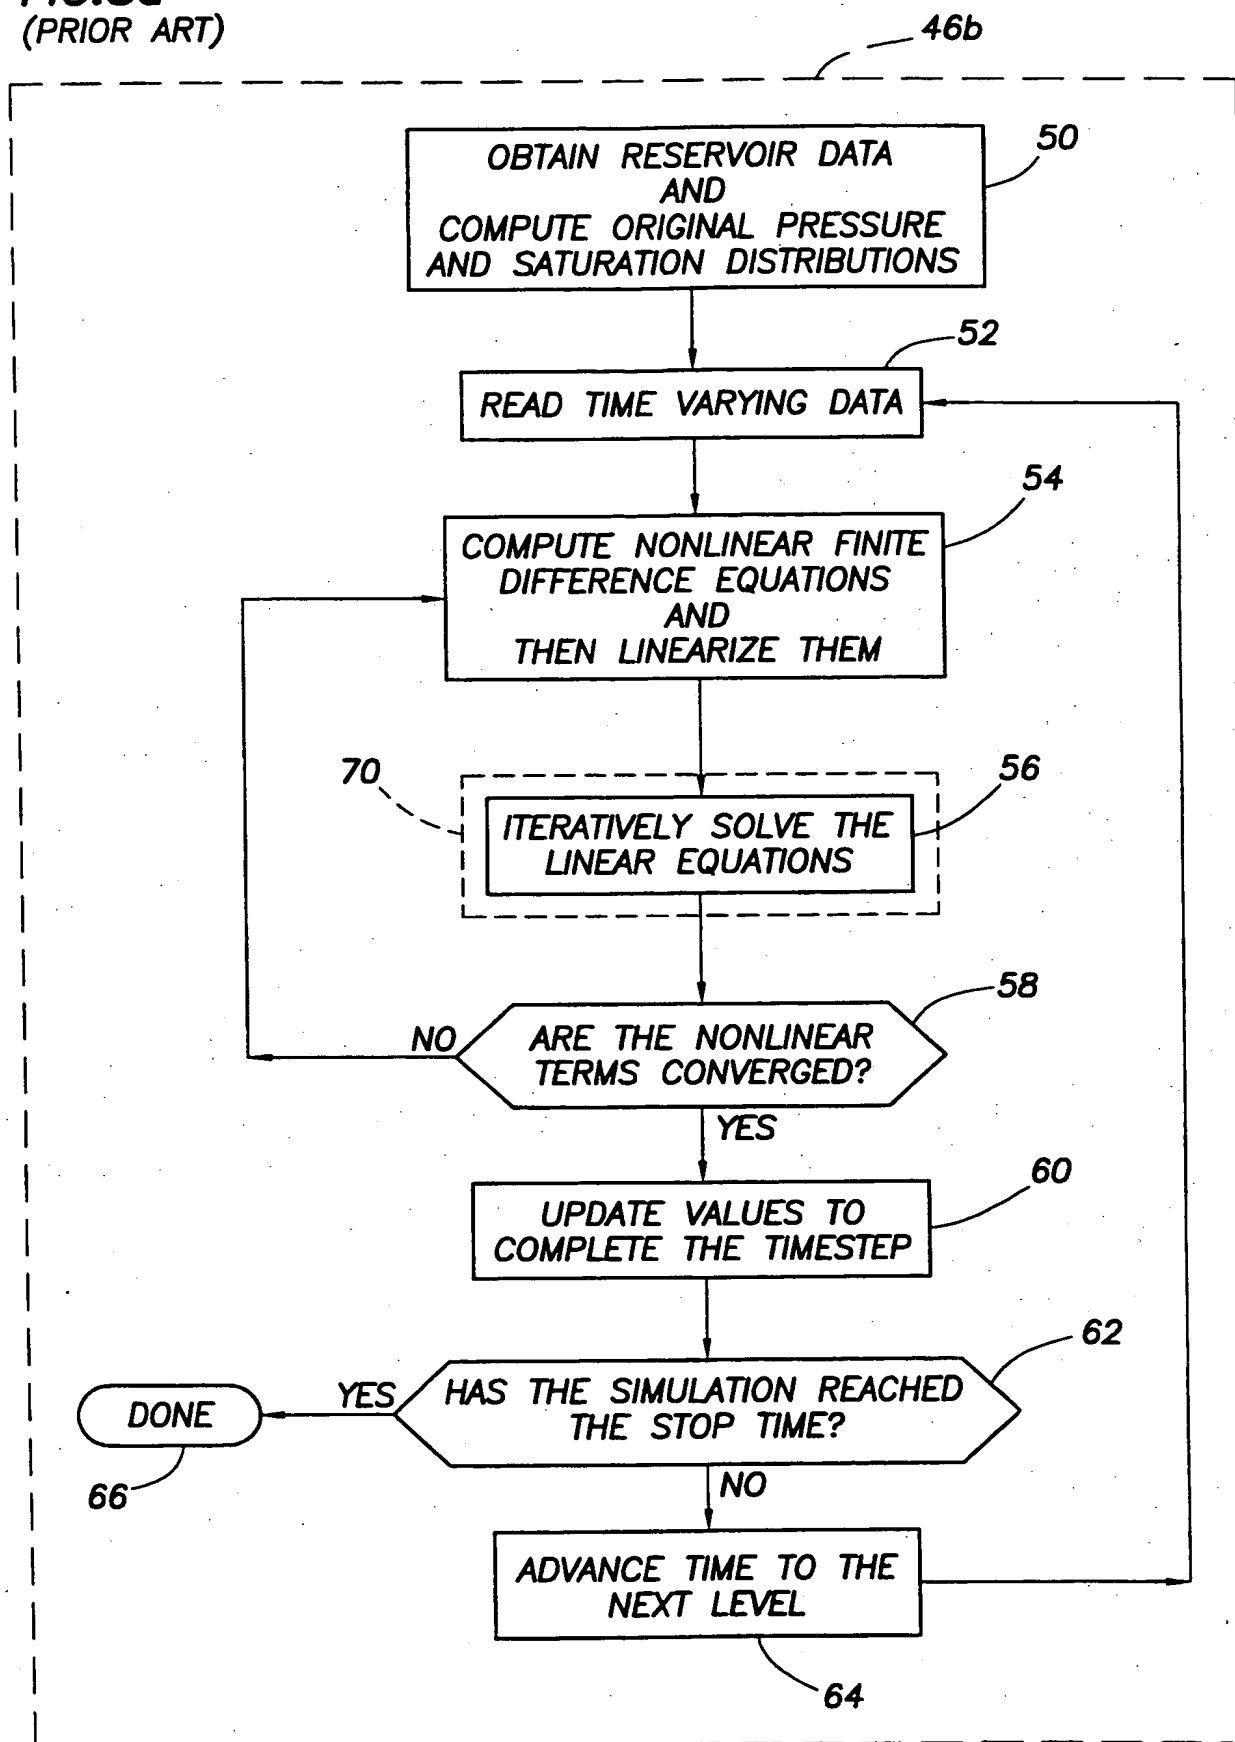 (PRIOR ART)
46b
OBTAIN RESERVOIR DATA
AND
COMPUTE ORIGINAL PRESSURE
AND SATURATION DISTRIBUTIONS
50
52
READ TIME VARYING DATA
54
COMPUTE NONLINEAR FINITE
DIFFERENCE EQUATIONS
AND
THEN LINEARIZE THEM
70
56
ITERATIVELY SOLVE THE
LINEAR EQUATIONS
58
NO
ARE THE NONLINEAR
TERMS CONVERGED?
YES
60
UPDATE VALUES TO
COMPLETE THE TIMESTEP
62
YES
HAS THE SIMULATION REACHED
THE STOP TIME?
DONE
66
NO
ADVANCE TIME TO THE
NEXT LEVEL
64